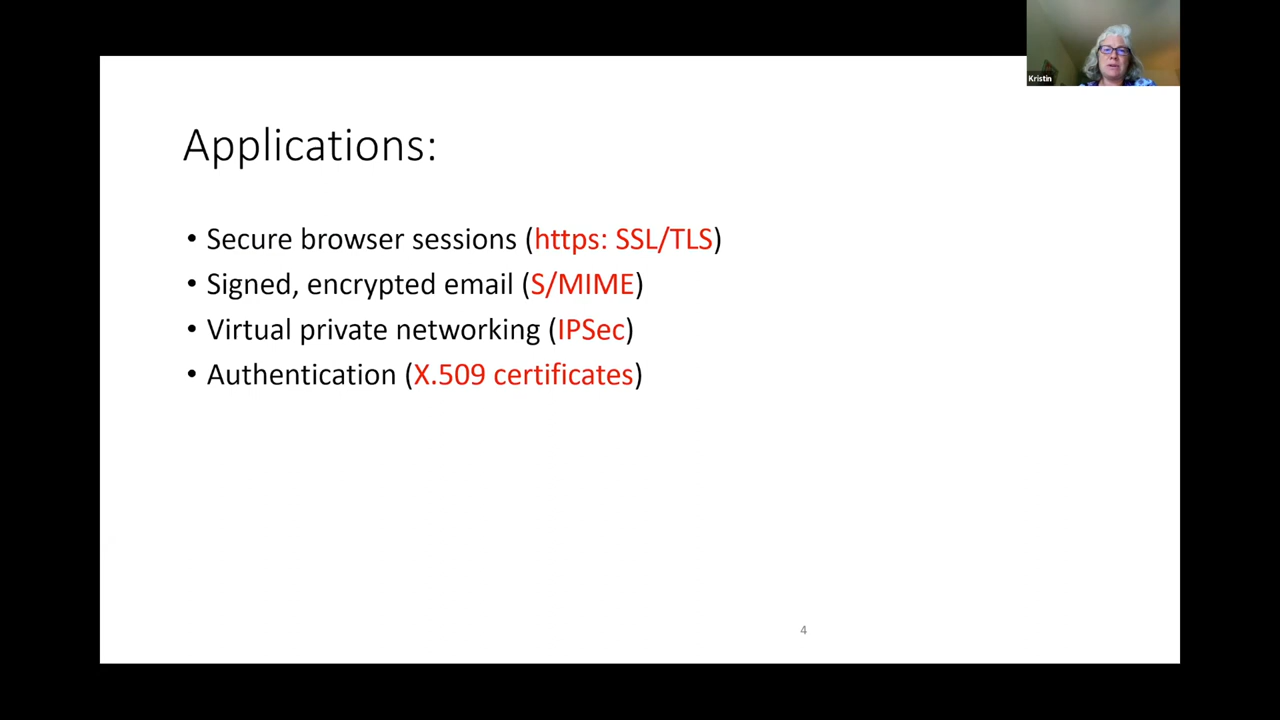 Kristin
Applications:
• Secure browser sessions (https: SSL/TLS)
• Signed, encrypted email (S/MIME)
• Virtual private networking (IPSec)
• Authentication (X.509 certificates)
4